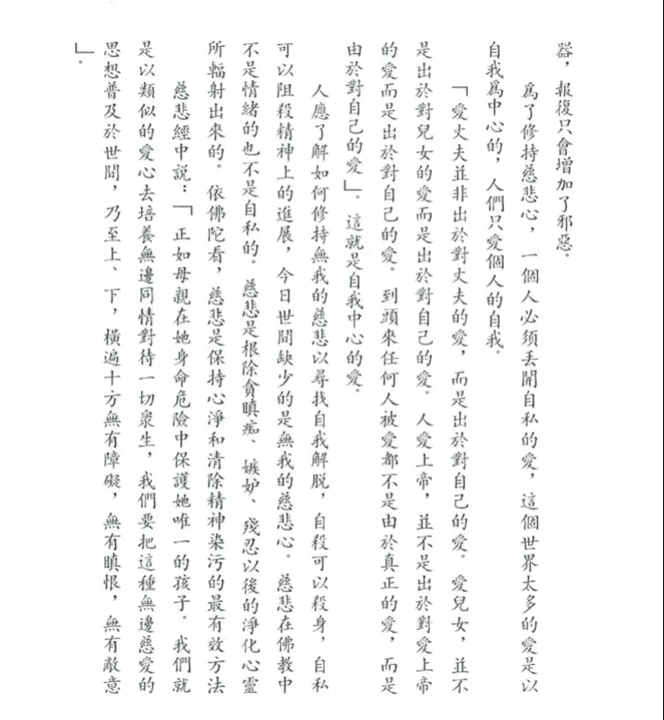 器，報復只會增加了邪惡。
爲了修持慈悲心，一個人必須丟開自私的愛，這個世界太多的愛是以
自我爲中心的，人們只愛個人的自我。
「愛丈夫並非出於對丈夫的愛，而是出於對自己的愛。愛兒女，並不
是出於對兒女的愛而是出於對自己的愛。人愛上帝，並不是出於對愛上帝
的愛而是出於對自己的愛。到頭來任何人被愛都不是由於真正的愛，而是
由於對自己的愛」。這就是自我中心的愛。
人應了解如何修持無我的慈悲以尋找自我解脫，自殺可以殺身，自私
可以阻殺精神上的進展，今日世間缺少的是無我的慈悲心。慈悲在佛教中
不是情緒的也不是自私的。慈悲是根除貪瞋痴、嫉妒、殘忍以後的淨化心靈
所輻射出來的。依佛陀看，慈悲是保持心淨和清除精神染污的最有效方法
慈悲經中說：「正如母親在她身命危險中保護她唯一的孩子。我們就
是以類似的愛心去培養無邊同情對待一切衆生，我們要把這種無邊慈愛的
思想普及於世間，乃至上、下，橫遍十方無有障礙，無有瞋恨，無有敵意
」。